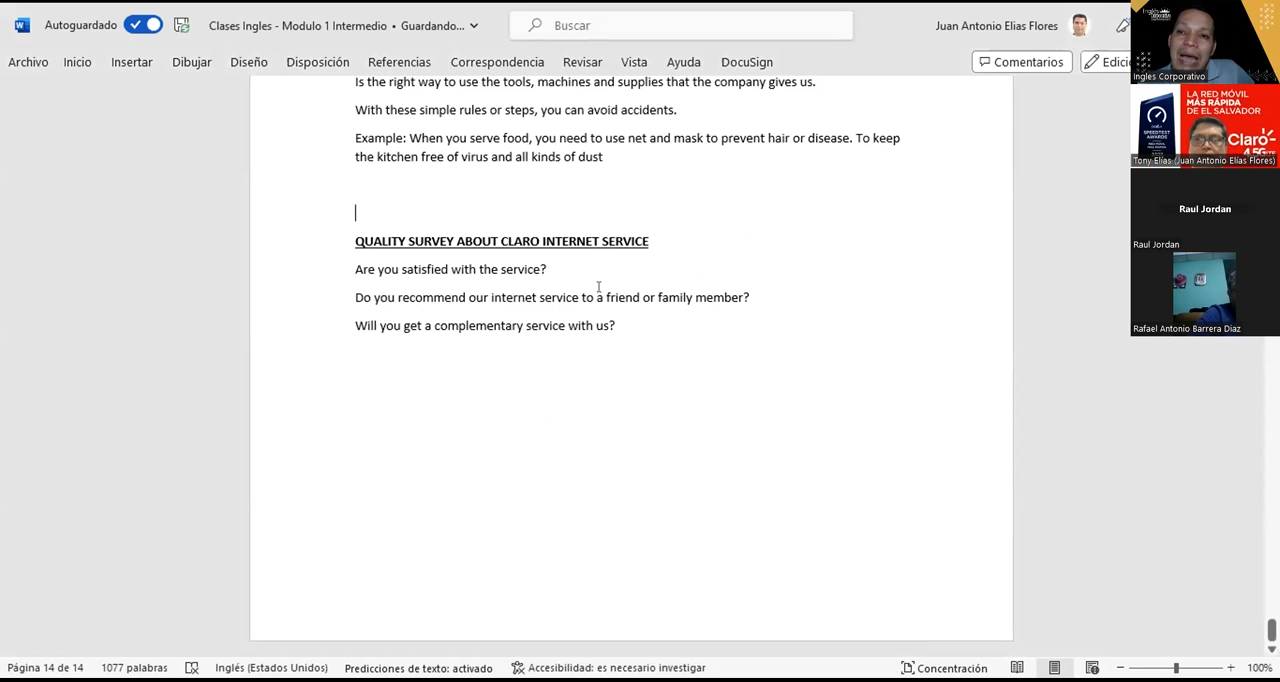 Autoguardado
Clases Ingles - Modulo 1 Intermedio • Guardando...
Buscar
Juan Antonio Elias Flores
Archivo Inicio Insertar Dibujar Diseño Disposición Referencias Correspondencia Revisar Vista Ayuda DocuSign
Comentarios
Edició
Is the right way to use the tools, machines and supplies that the company gives us.
With these simple rules or steps, you can avoid accidents.
Example: When you serve food, you need to use net and mask to prevent hair or disease. To keep
the kitchen free of virus and all kinds of dust
QUALITY SURVEY ABOUT CLARO INTERNET SERVICE
Are you satisfied with the service?
Do you recommend our internet service to a friend or family member?
Will you get a complementary service with us?
Ingles Corporativo
LA RED MÓVIL
MÁS RÁPIDA
DE EL SALVADOR
SPEEDTEST
AWARDS
Claro
4.5G
Tony Elías (Juan Antonio Elías Flores)
Raul Jordan
Raul Jordan
Rafael Antonio Barrera Diaz
Página 14 de 14 1077 palabras Inglés (Estados Unidos) Predicciones de texto: activado Accesibilidad: es necesario investigar Concentración 100%